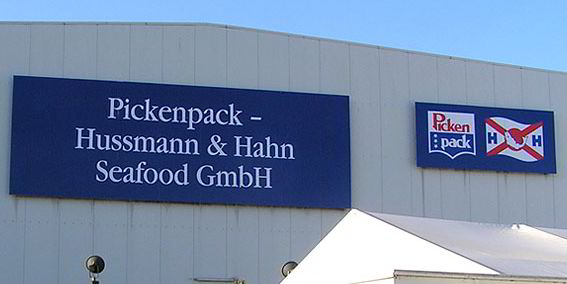 Pickenpack –
Hussmann & Hahn
Seafood GmbH
Picken
pack
H H